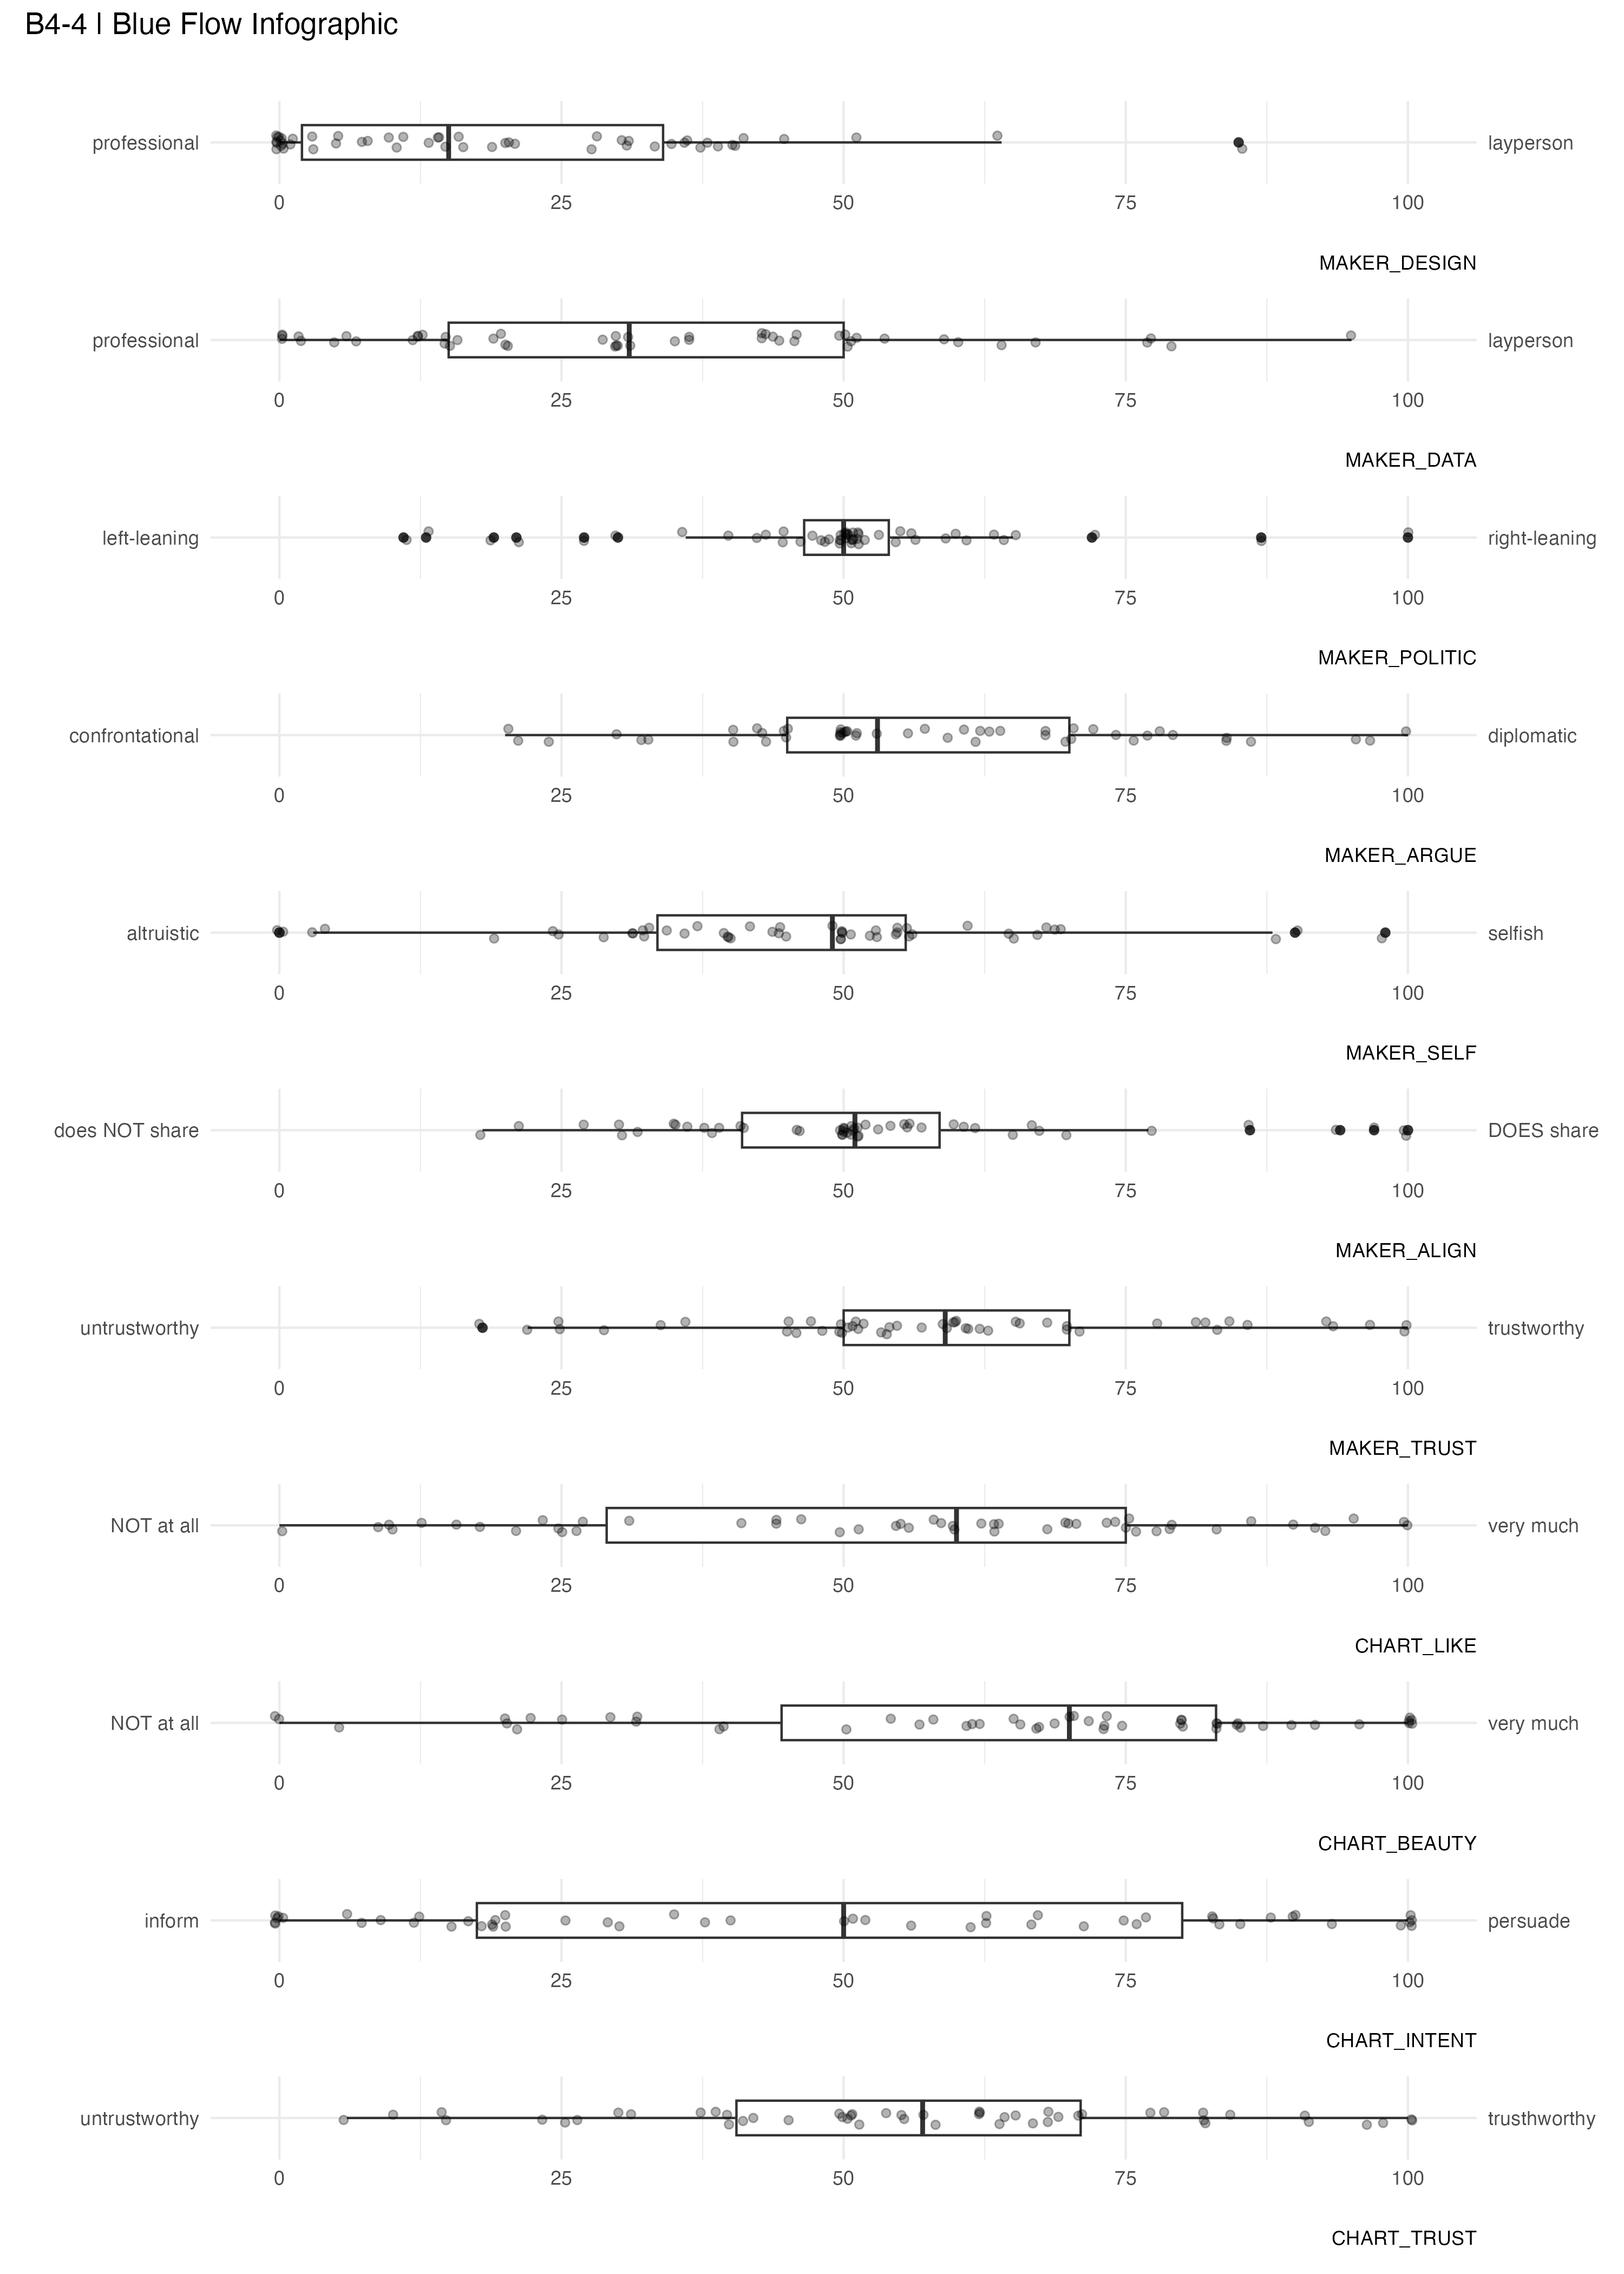 B4-4 | Blue Flow Infographic
professional layperson
0 25 50 75 100
MAKER_DESIGN
professional layperson
0 25 50 75 100
MAKER_DATA
left-leaning right-leaning
0 25 50 75 100
MAKER_POLITIC
confrontational diplomatic
0 25 50 75 100
MAKER_ARGUE
altruistic selfish
0 25 50 75 100
MAKER_SELF
does NOT share DOES share
0 25 50 75 100
MAKER_ALIGN
untrustworthy trustworthy
0 25 50 75 100
MAKER_TRUST
NOT at all very much
0 25 50 75 100
CHART_LIKE
NOT at all very much
0 25 50 75 100
CHART_BEAUTY
inform persuade
0 25 50 75 100
CHART_INTENT
untrustworthy trusthworthy
0 25 50 75 100
CHART_TRUST